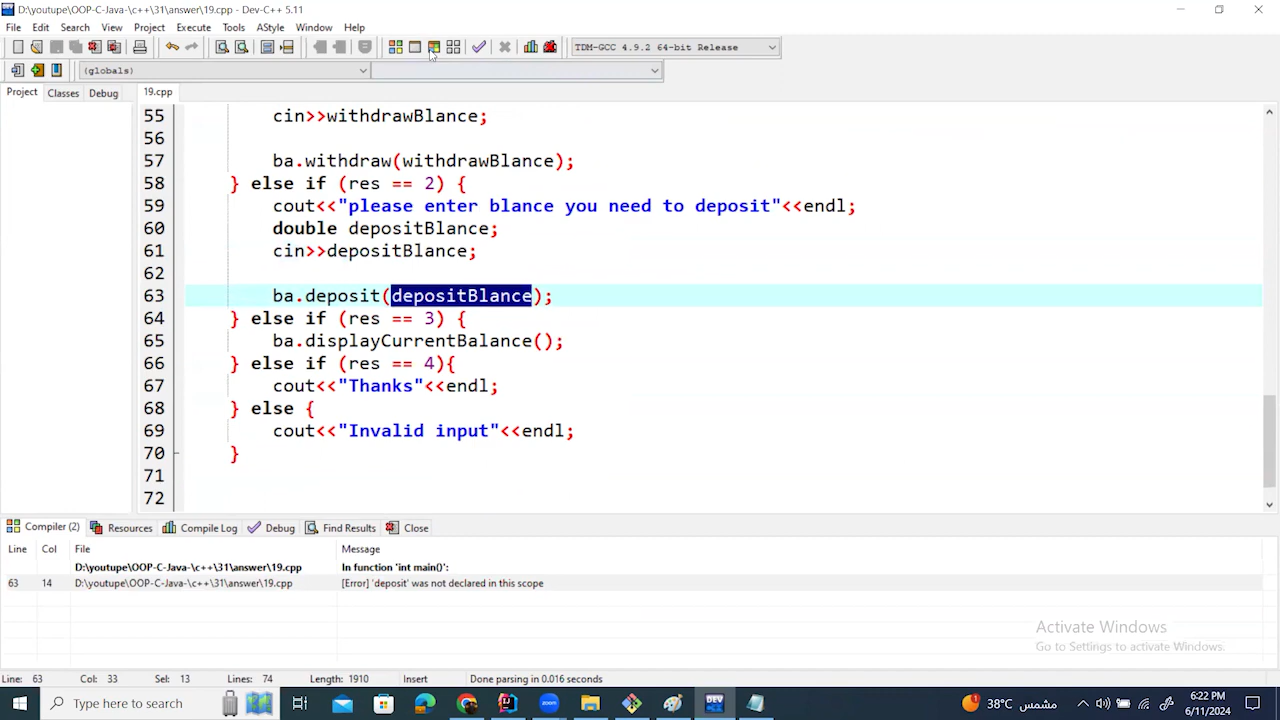 D:\youtupe\OOP-C-Java-\c++\31\answer\19.cpp - Dev-C++ 5.11
File Edit Search View Project Execute Tools AStyle Window Help
TDM-GCC 4.9.2 64-bit Release
(globals)
Project Classes Debug 19.cpp
55 cin>>withdrawBlance;
56
57 ba.withdraw(withdrawBlance);
58 } else if (res == 2) {
59 cout<<"please enter blance you need to deposit"<<endl;
60 double depositBlance;
61 cin>>depositBlance;
62
63 ba.deposit(depositBlance);
64 } else if (res == 3) {
65 ba.displayCurrentBalance();
66 } else if (res == 4){
67 cout<<"Thanks"<<endl;
68 } else {
69 cout<<"Invalid input"<<endl;
70 }
71
72
Compiler (2) Resources Compile Log Debug Find Results Close
Line Col File Message
D:\youtupe\OOP-C-Java-\c++\31\answer\19.cpp In function 'int main()':
63 14 D:\youtupe\OOP-C-Java-\c++\31\answer\19.cpp [Error] 'deposit' was not declared in this scope
Activate Windows
Go to Settings to activate Windows.
Line: 63 Col: 33 Sel: 13 Lines: 74 Length: 1910 Insert Done parsing in 0.016 seconds
Type here to search DEV zoom 1 38°C مشمس ENG 6:22 PM
6/11/2024